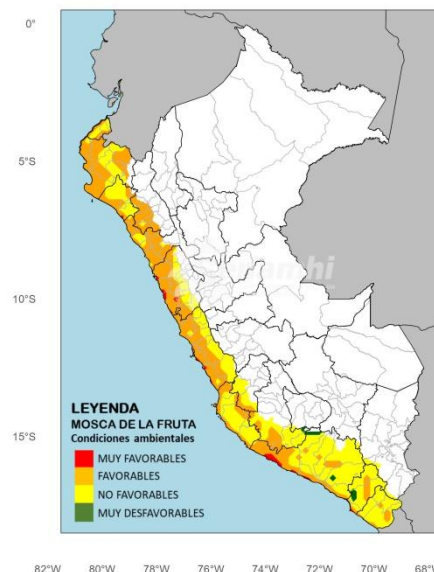 0°
5°S
10°S
15°S
senamhi
LEYENDA
MOSCA DE LA FRUTA
Condiciones ambientales
MUY FAVORABLES
FAVORABLES
NO FAVORABLES
MUY DESFAVORABLES
82°W 80°W 78°W 76°W 74°W 72°W 70°W 68°W